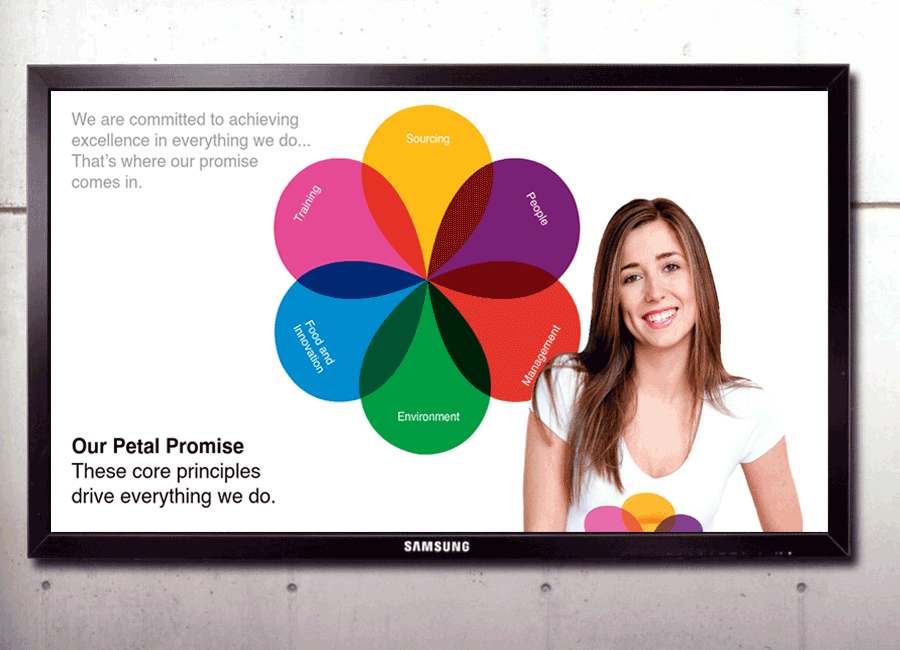 We are committed to achieving
excellence in everything we do...
That's where our promise
comes in.
Sourcing
Training
People
Food and
Innovation
Management
Environment
Our Petal Promise
These core principles
drive everything we do.
SAMSUNG